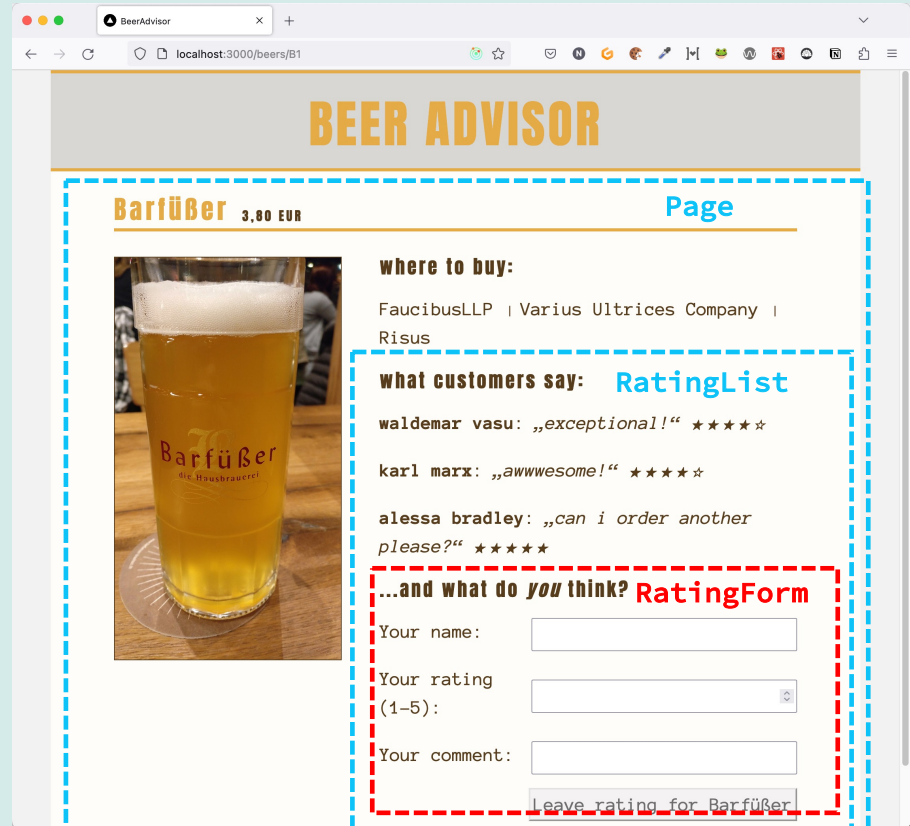 BeerAdvisor
localhost:3000/beers/B1
BEER ADVISOR
Barfüßer 3,80 EUR
Page
where to buy:
FaucibusLLP | Varius Ultrices Company |
Risus
what customers say:
RatingList
waldemar vasu: „exceptional!“ ★★★★☆
karl marx: „awwwesome!“ ★★★★☆
alessa bradley: „can i order another
please?“ ★★★★★
Barfüßer
die Hausbrauerei
...and what do you think?
RatingForm
Your name:
Your rating
(1-5):
Your comment:
Leave rating for Barfüßer